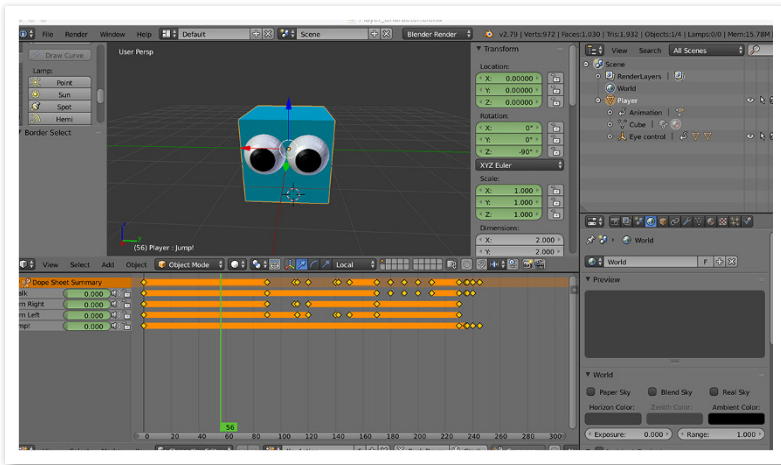 File Render Window Help Default Scene Blender Render v2.79 | Verts:972 | Faces:1,030 | Tris:1,932 | Objects:1/4 | Lamps:0/0 | Mem:15.78M
Draw Curve
Lamp:
Point
Sun
Spot
Hemi
Border Select
User Persp
(56) Player : Jump!
Transform
Location:
X: 0.00000
Y: 0.00000
Z: 0.00000
Rotation:
X: 0°
Y: 0°
Z: -90°
XYZ Euler
Scale:
X: 1.000
Y: 1.000
Z: 1.000
Dimensions:
X: 2.000
Y: 2.000
View Search All Scenes
Scene
RenderLayers
World
Player
Animation
Cube
Eye control
View Select Add Object Object Mode Local
Dope Sheet Summary
alk 0.000
rn Right 0.000
rn Left 0.000
mp! 0.000
56
0 20 40 60 80 100 120 140 160 180 200 220 240 260 280 300
World
World F
Preview
World
Paper Sky Blend Sky Real Sky
Horizon Color: Zenith Color: Ambient Color:
Exposure: 0.000 Range: 1.000